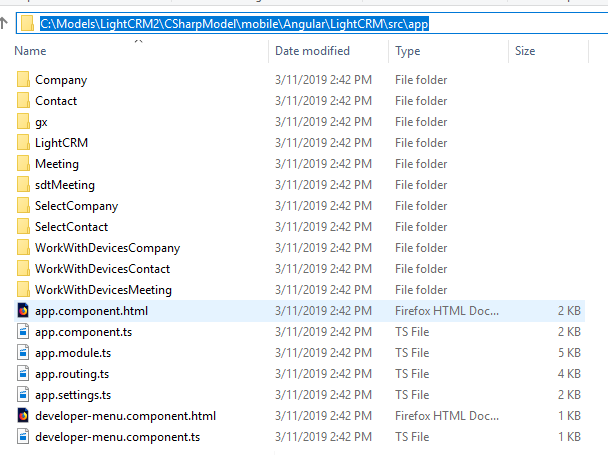 C:\Models\LightCRM2\CSharpModel\mobile\Angular\LightCRM\src\app
Name Date modified Type Size
Company 3/11/2019 2:42 PM File folder
Contact 3/11/2019 2:42 PM File folder
gx 3/11/2019 2:42 PM File folder
LightCRM 3/11/2019 2:42 PM File folder
Meeting 3/11/2019 2:42 PM File folder
sdtMeeting 3/11/2019 2:42 PM File folder
SelectCompany 3/11/2019 2:42 PM File folder
SelectContact 3/11/2019 2:42 PM File folder
WorkWithDevicesCompany 3/11/2019 2:42 PM File folder
WorkWithDevicesContact 3/11/2019 2:42 PM File folder
WorkWithDevicesMeeting 3/11/2019 2:42 PM File folder
app.component.html 3/11/2019 2:42 PM Firefox HTML Doc... 2 KB
app.component.ts 3/11/2019 2:42 PM TS File 2 KB
app.module.ts 3/11/2019 2:42 PM TS File 5 KB
app.routing.ts 3/11/2019 2:42 PM TS File 4 KB
app.settings.ts 3/11/2019 2:42 PM TS File 2 KB
developer-menu.component.html 3/11/2019 2:42 PM Firefox HTML Doc... 1 KB
developer-menu.component.ts 3/11/2019 2:42 PM TS File 1 KB